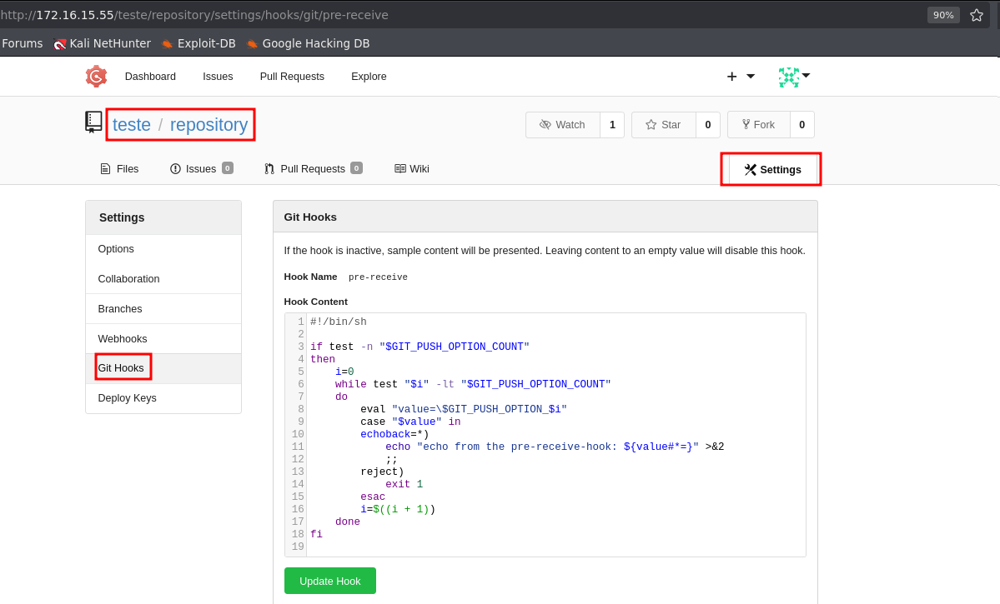 http://172.16.15.55/teste/repository/settings/hooks/git/pre-receive 90%
Forums Kali NetHunter Exploit-DB Google Hacking DB
Dashboard Issues Pull Requests Explore +
teste / repository Watch 1 Star 0 Fork 0
Files Issues 0 Pull Requests 0 Wiki Settings
Settings
Options
Collaboration
Branches
Webhooks
Git Hooks
Deploy Keys
Git Hooks
If the hook is inactive, sample content will be presented. Leaving content to an empty value will disable this hook.
Hook Name pre-receive
Hook Content
1 #!/bin/sh
2
3 if test -n "$GIT_PUSH_OPTION_COUNT"
4 then
5     i=0
6     while test "$i" -lt "$GIT_PUSH_OPTION_COUNT"
7     do
8         eval "value=\$GIT_PUSH_OPTION_$i"
9         case "$value" in
10         echoback=*)
11             echo "echo from the pre-receive-hook: ${value#*=}" >&2
12             ;;
13         reject)
14             exit 1
15         esac
16         i=$((i + 1))
17     done
18 fi
19
Update Hook